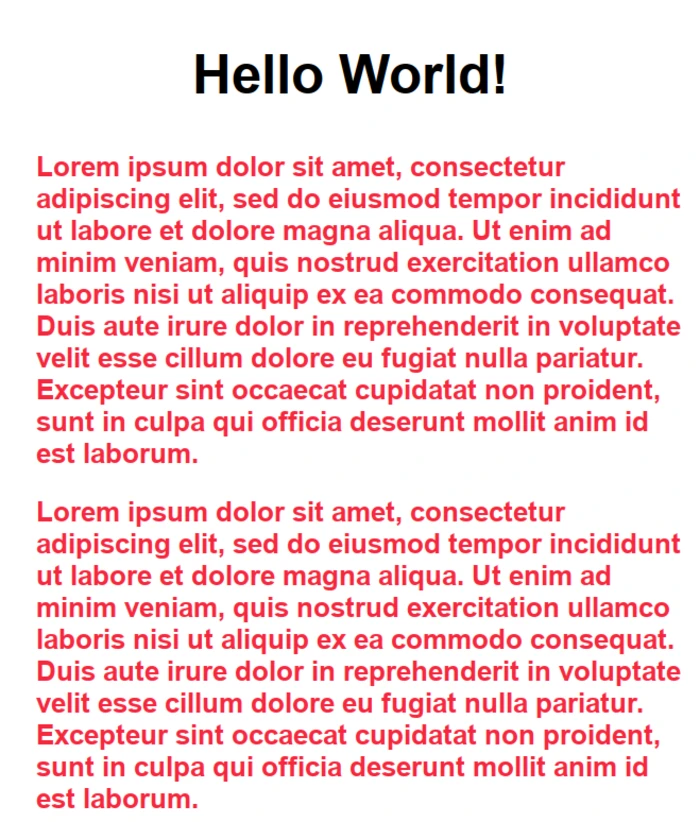 Hello World!
Lorem ipsum dolor sit amet, consectetur
adipiscing elit, sed do eiusmod tempor incididunt
ut labore et dolore magna aliqua. Ut enim ad
minim veniam, quis nostrud exercitation ullamco
laboris nisi ut aliquip ex ea commodo consequat.
Duis aute irure dolor in reprehenderit in voluptate
velit esse cillum dolore eu fugiat nulla pariatur.
Excepteur sint occaecat cupidatat non proident,
sunt in culpa qui officia deserunt mollit anim id
est laborum.
Lorem ipsum dolor sit amet, consectetur
adipiscing elit, sed do eiusmod tempor incididunt
ut labore et dolore magna aliqua. Ut enim ad
minim veniam, quis nostrud exercitation ullamco
laboris nisi ut aliquip ex ea commodo consequat.
Duis aute irure dolor in reprehenderit in voluptate
velit esse cillum dolore eu fugiat nulla pariatur.
Excepteur sint occaecat cupidatat non proident,
sunt in culpa qui officia deserunt mollit anim id
est laborum.